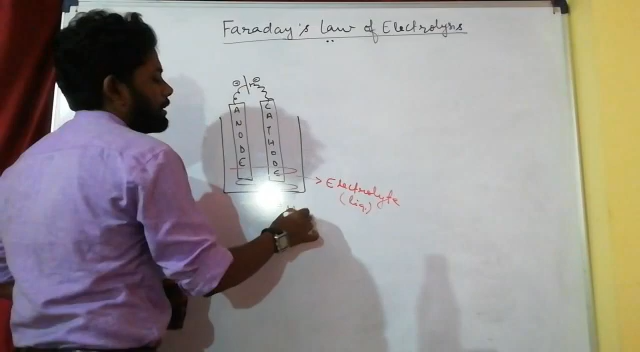 Faraday's Law of Electrolysis
⊕ ⊖
ANODE
CATHODE
Electrolyte
(liq)